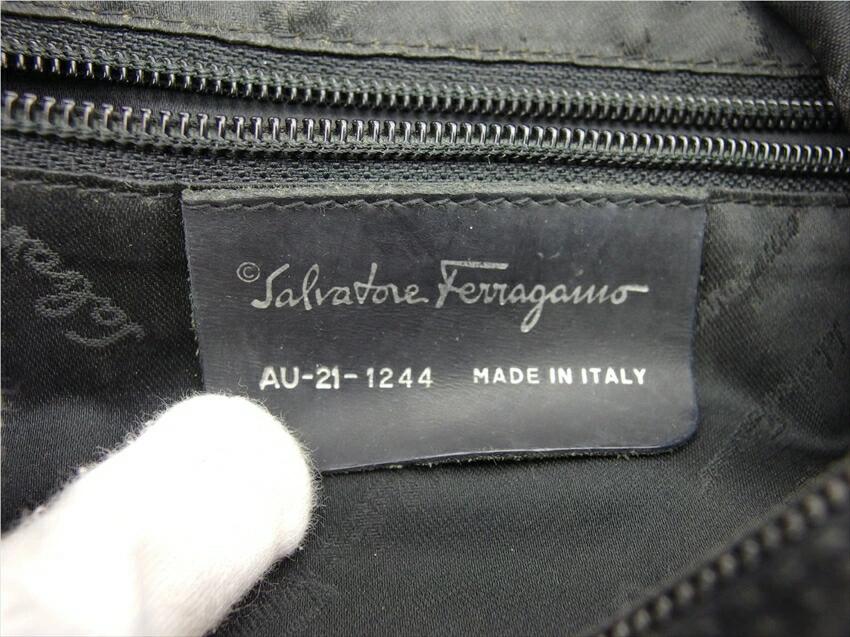 © Salvatore Ferragamo
AU-21-1244 MADE IN ITALY